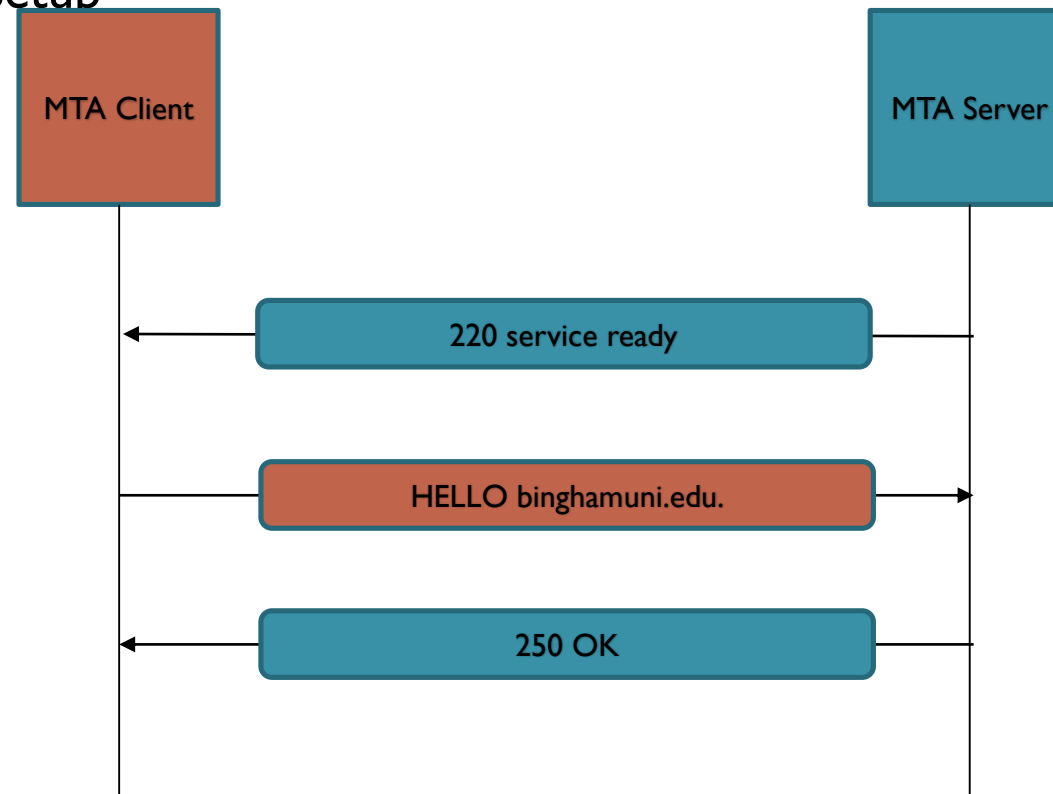 MTA Client
MTA Server
220 service ready
HELLO binghamuni.edu.
250 OK